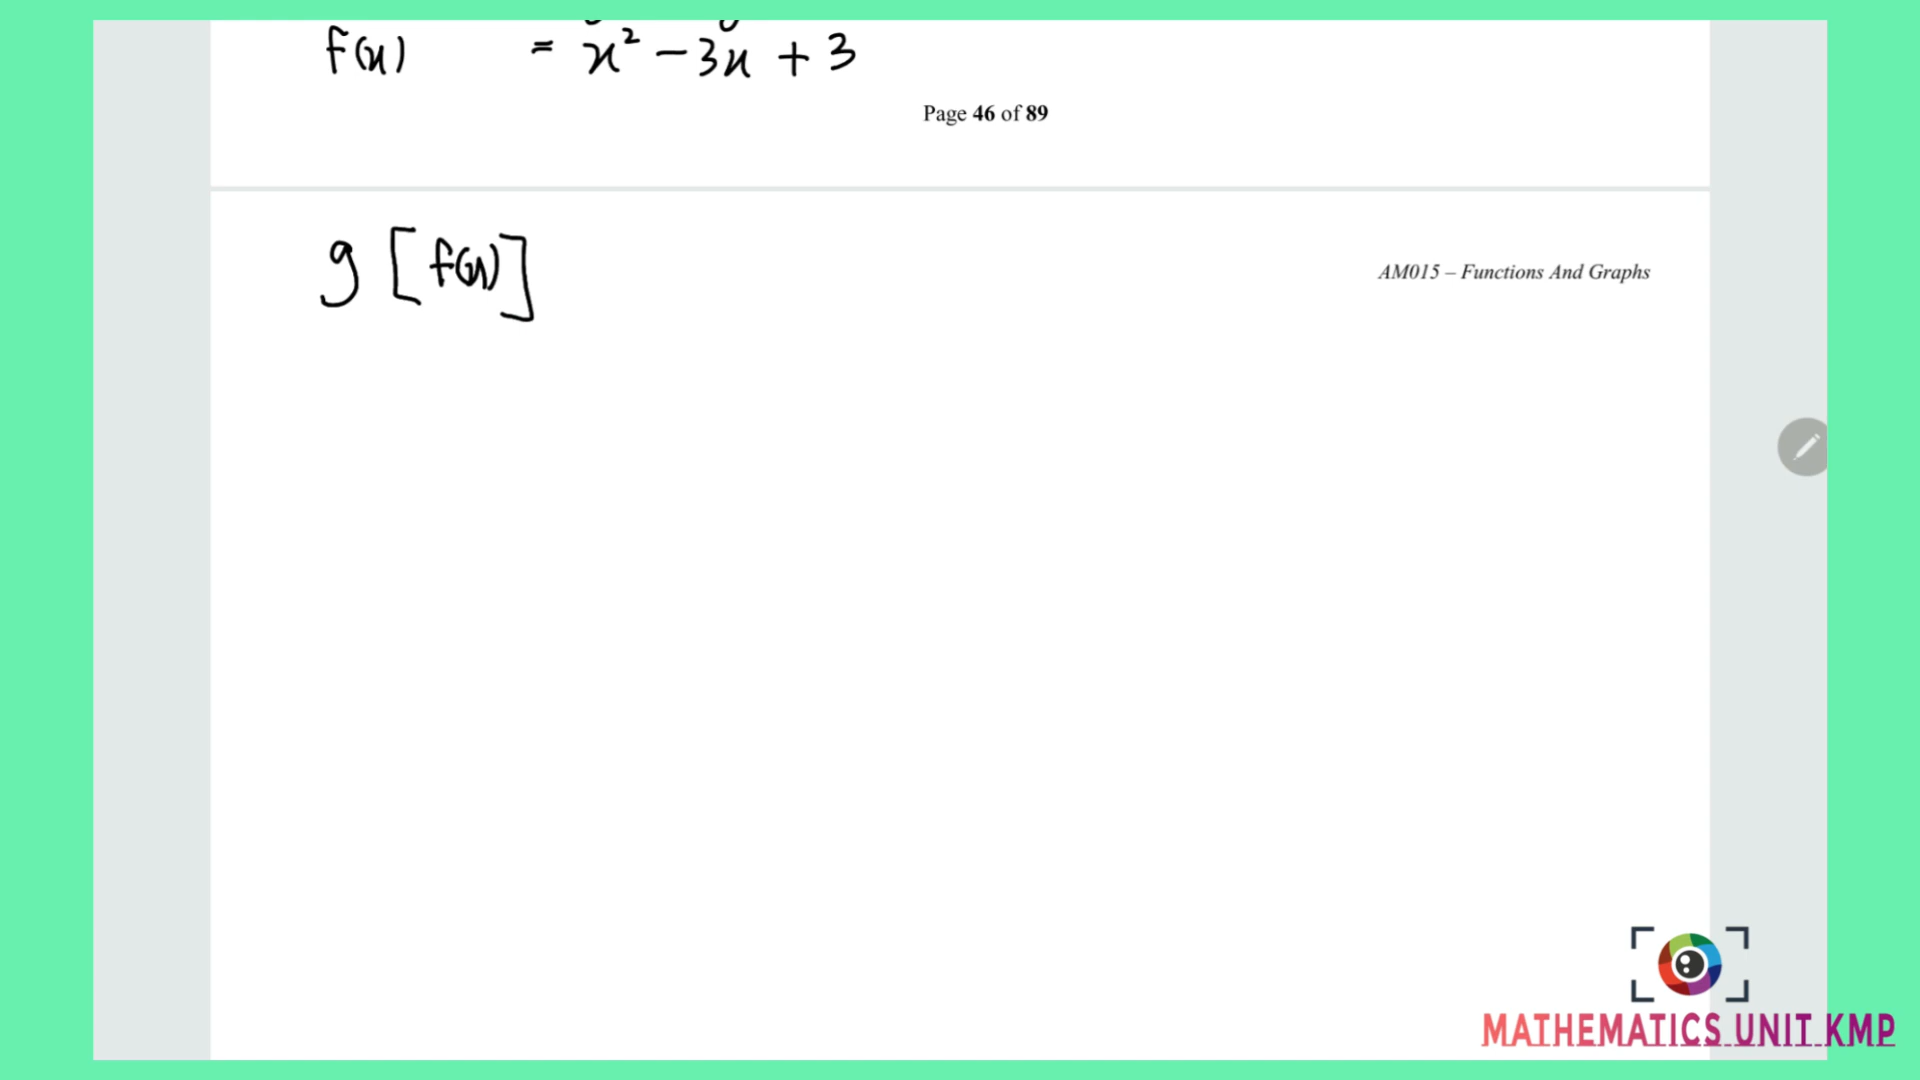 f(x) = x² - 3x + 3
Page 46 of 89
g [f(x)]
AM015 – Functions And Graphs
MATHEMATICS UNIT KMP